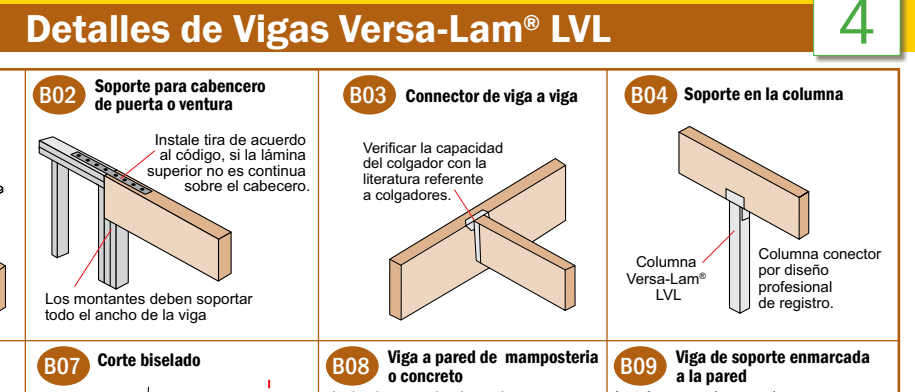 Detalles de Vigas Versa-Lam® LVL
4
B02
Soporte para cabencero
de puerta o ventura
Instale tira de acuerdo
al código, si la lámina
superior no es continua
sobre el cabecero.
Los montantes deben soportar
todo el ancho de la viga
B03
Connector de viga a viga
Verificar la capacidad
del colgador con la
literatura referente
a colgadores.
B04
Soporte en la columna
Columna
Versa-Lam®
LVL
Columna conector
por diseño
profesional
de registro.
B07
Corte biselado
B08
Viga a pared de mamposteria
o concreto
B09
Viga de soporte enmarcada
a la pared